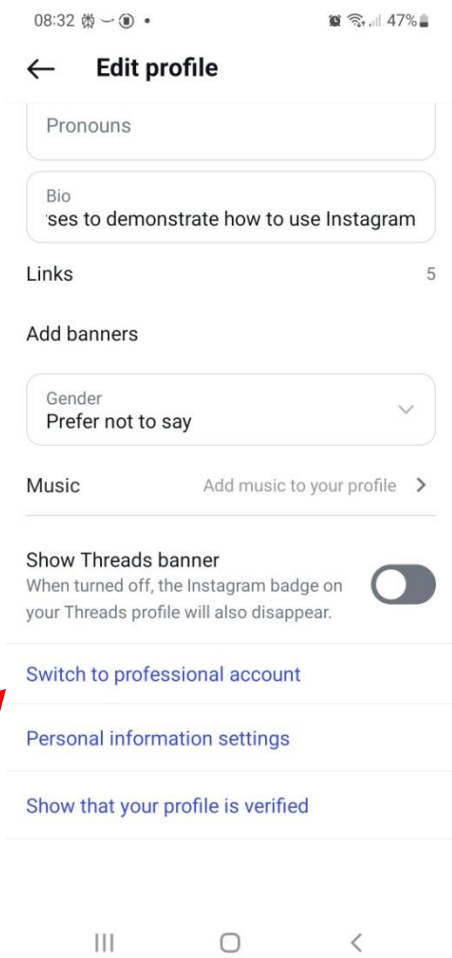 08:32 47%
Edit profile
Pronouns
Bio
ses to demonstrate how to use Instagram
Links 5
Add banners
Gender
Prefer not to say
Music Add music to your profile
Show Threads banner
When turned off, the Instagram badge on
your Threads profile will also disappear.
Switch to professional account
Personal information settings
Show that your profile is verified